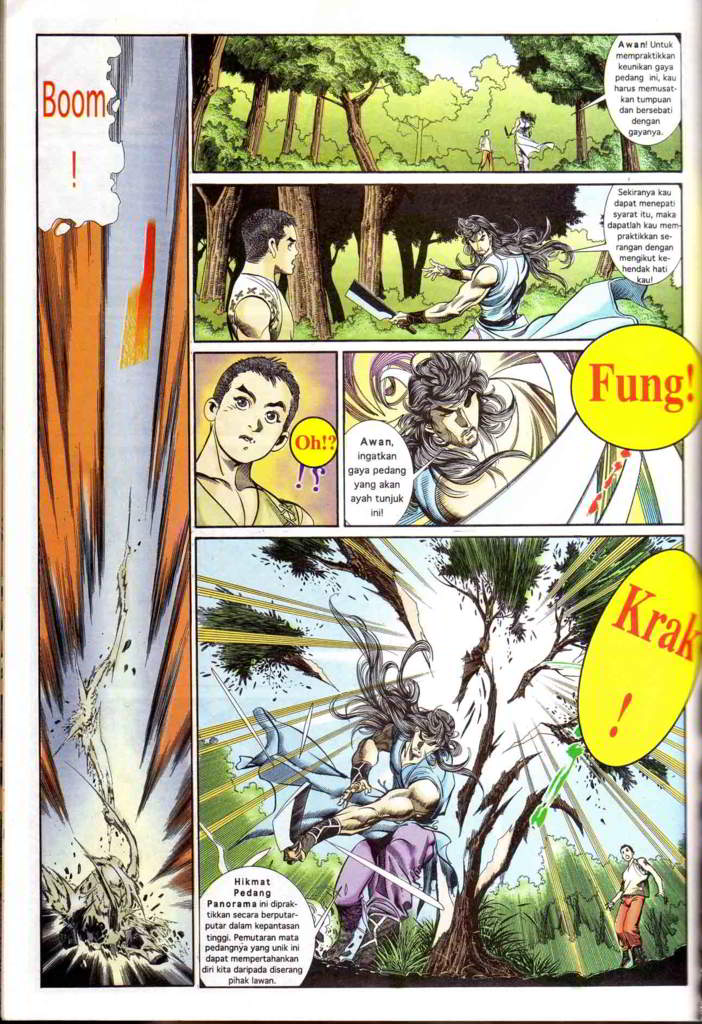 Boom
!
Awan! Untuk
mempraktikkan
keunikan gaya
pedang ini, kau
harus memusat-
kan tumpuan
dan bersebati
dengan
gayanya.
Sekiranya kau
dapat menepati
syarat itu, maka
dapatlah kau mem-
praktikkan se-
rangan dengan
mengikut ke-
hendak hati
kau!
Oh!?
!?
Awan,
ingatkan
gaya pedang
yang akan
ayah tunjuk
ini!
Fung!
Krak
!
Hikmat
Pedang
Panorama ini diprak-
tikkan secara berputar-
putar dalam kepantasan
tinggi. Pemutaran mata
pedangnya yang unik ini
dapat mempertahankan
diri kita daripada diserang
pihak lawan.